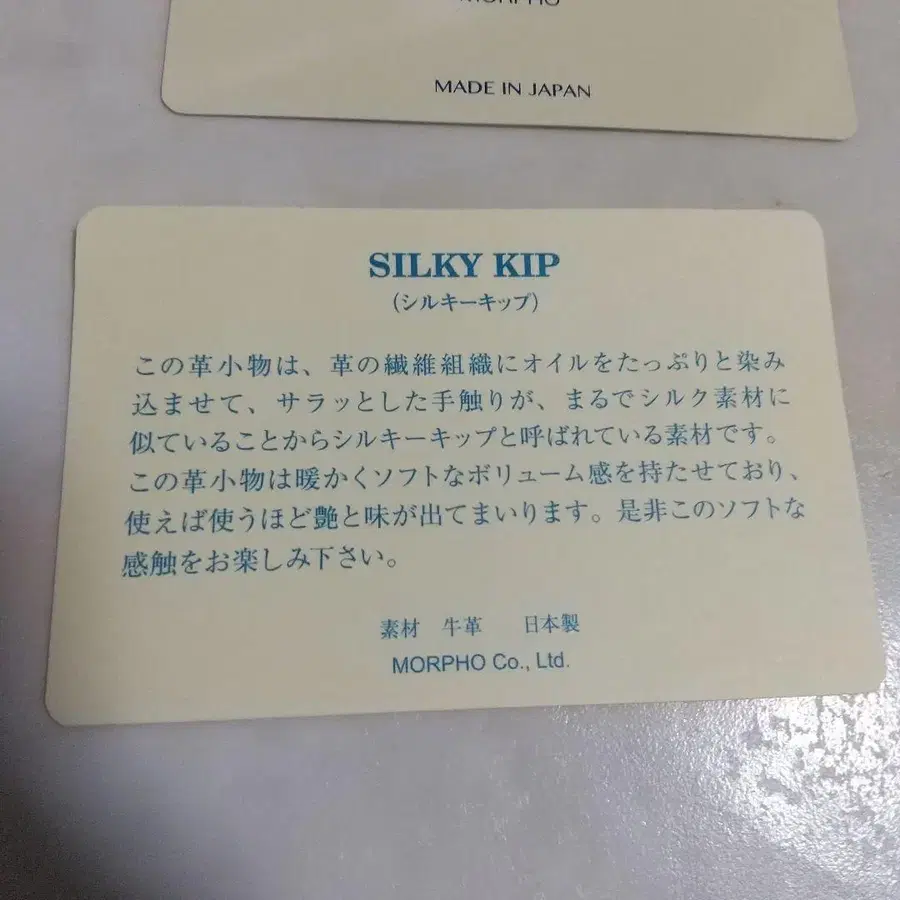 MORPHO
MADE IN JAPAN
SILKY KIP
(シルキーキップ)
この革小物は、革の繊維組織にオイルをたっぷりと染み
込ませて、サラッとした手触りが、まるでシルク素材に
似ていることからシルキーキップと呼ばれている素材です。
この革小物は暖かくソフトなボリューム感を持たせており、
使えば使うほど艶と味が出てまいります。是非このソフトな
感触をお楽しみ下さい。
素材 牛革 日本製
MORPHO Co., Ltd.